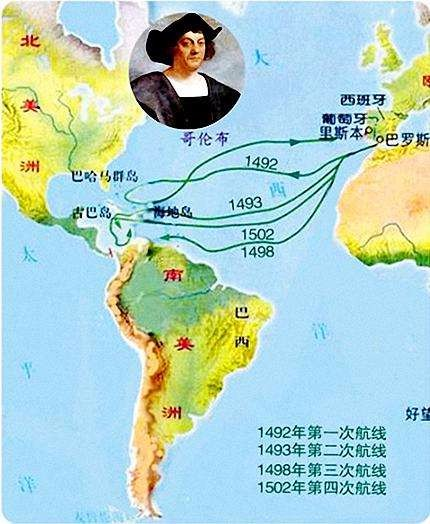 北
美
洲
大
西
洋
哥伦布
西班牙
葡萄牙
里斯本
巴罗斯
巴哈马群岛
古巴岛
海地岛
1492
1493
1502
1498
太
平
洋
南
美
洲
巴
西
好望
1492年第一次航线
1493年第二次航线
1498年第三次航线
1502年第四次航线